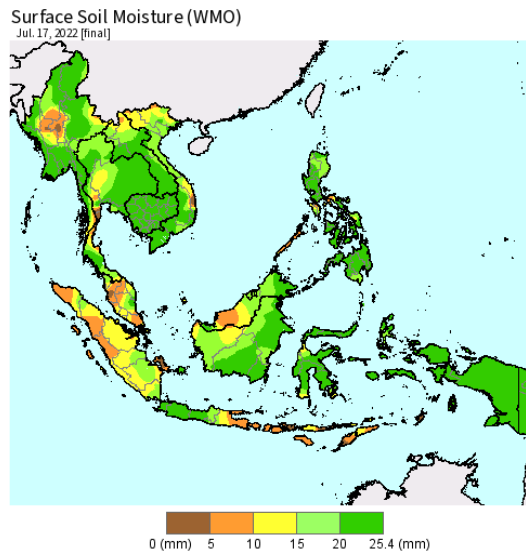 Surface Soil Moisture (WMO)
Jul. 17, 2022 [final]
0 (mm) 5 10 15 20 25.4 (mm)